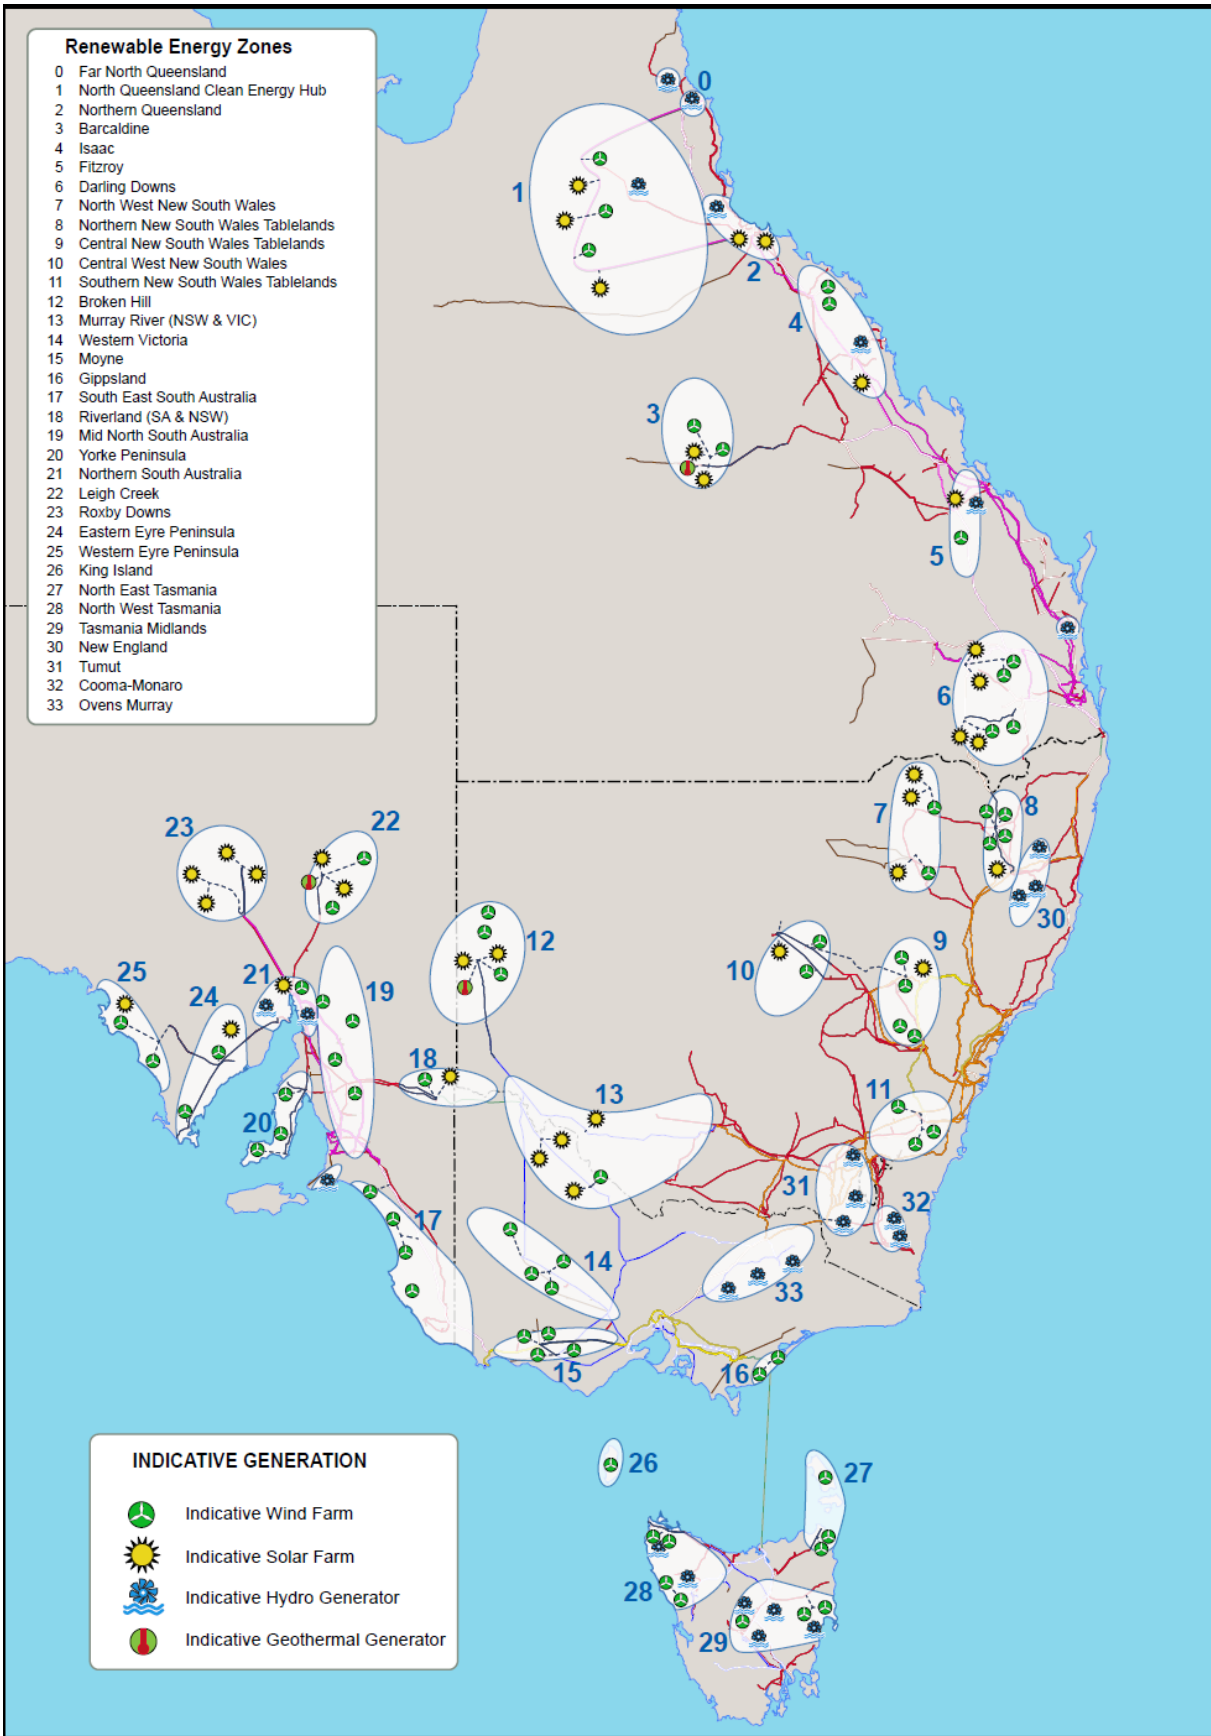 Renewable Energy Zones
0 Far North Queensland
1 North Queensland Clean Energy Hub
2 Northern Queensland
3 Barcaldine
4 Isaac
5 Fitzroy
6 Darling Downs
7 North West New South Wales
8 Northern New South Wales Tablelands
9 Central New South Wales Tablelands
10 Central West New South Wales
11 Southern New South Wales Tablelands
12 Broken Hill
13 Murray River (NSW & VIC)
14 Western Victoria
15 Moyne
16 Gippsland
17 South East South Australia
18 Riverland (SA & NSW)
19 Mid North South Australia
20 Yorke Peninsula
21 Northern South Australia
22 Leigh Creek
23 Roxby Downs
24 Eastern Eyre Peninsula
25 Western Eyre Peninsula
26 King Island
27 North East Tasmania
28 North West Tasmania
29 Tasmania Midlands
30 New England
31 Tumut
32 Cooma-Monaro
33 Ovens Murray
0
1
2
4
3
5
6
7
8
23
22
30
12
9
10
25
21
24
19
18
13
11
20
31
32
17
14
33
15
16
26
27
28
29
INDICATIVE GENERATION
Indicative Wind Farm
Indicative Solar Farm
Indicative Hydro Generator
Indicative Geothermal Generator